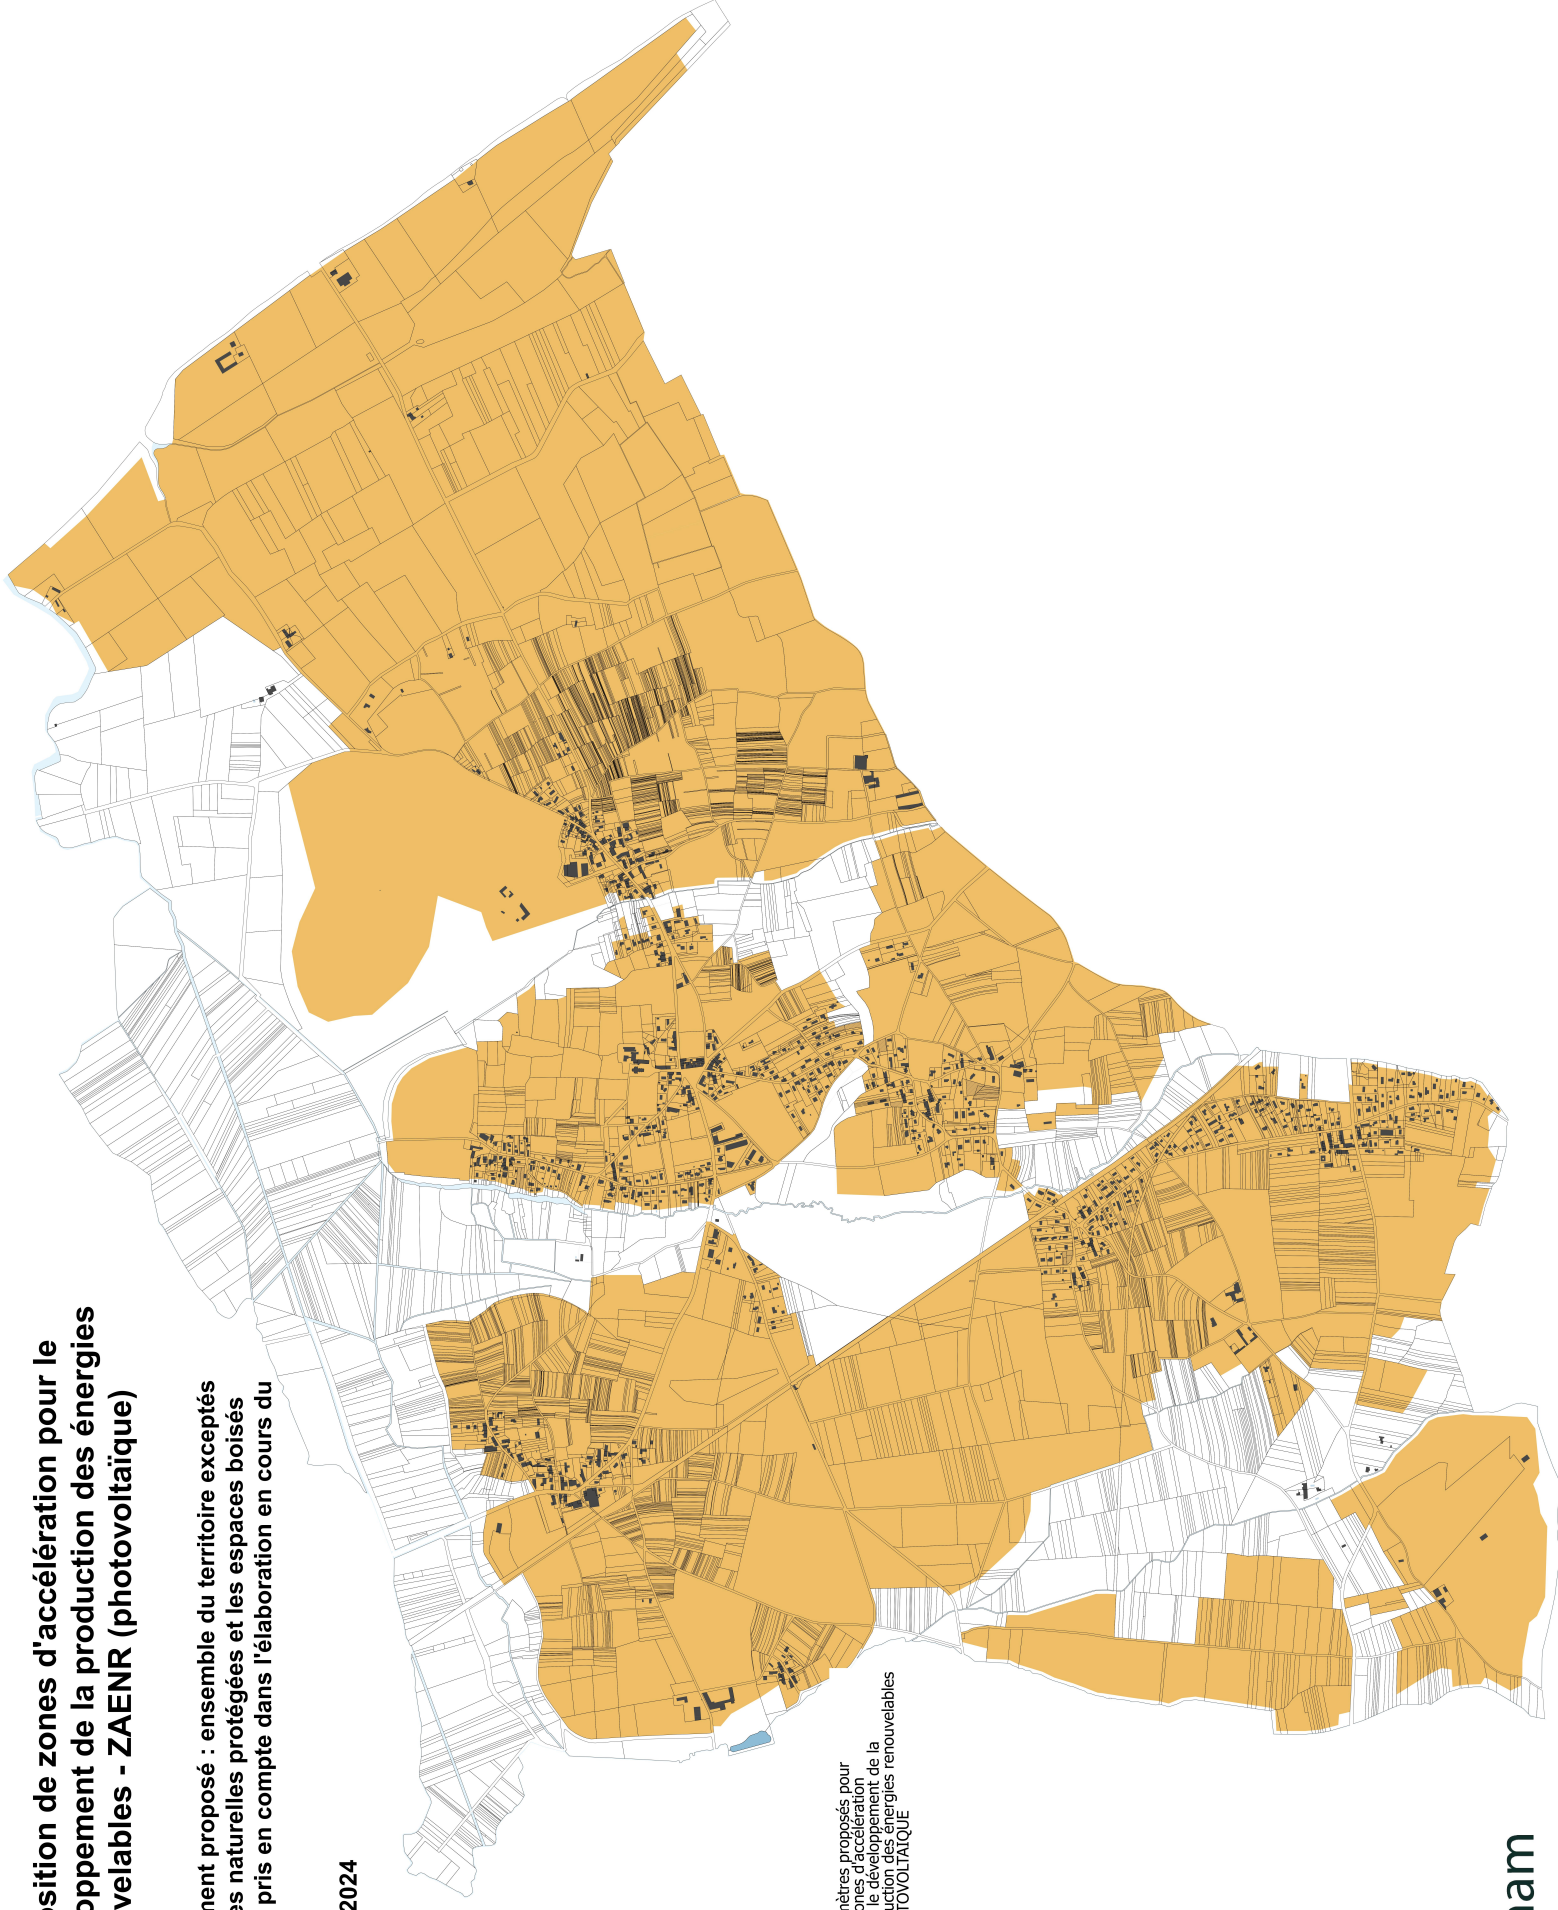 sition de zones d'accélération pour le
oppement de la production des énergies
velables - ZAENR (photovoltaïque)
ment proposé : ensemble du territoire exceptés
es naturelles protégées et les espaces boisés
pris en compte dans l'élaboration en cours du
2024
mètres proposés pour
ones d'accélération
le développement de la
uction des énergies renouvelables
TOVOLTAIQUE
nam